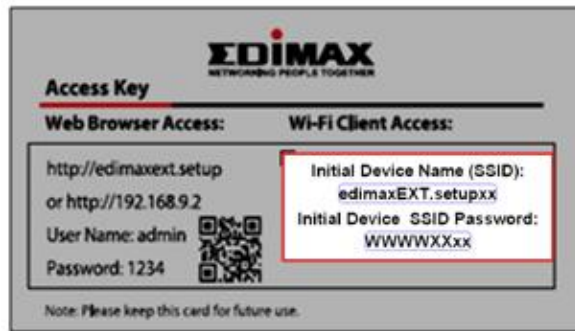 EDIMAX
NETWORKING PEOPLE TOGETHER
Access Key
Web Browser Access:
http://edimaxext.setup
or http://192.168.9.2
User Name: admin
Password: 1234
Wi-Fi Client Access:
Initial Device Name (SSID):
edimaxEXT.setupxx
Initial Device SSID Password:
WWWWXXxx
Note: Please keep this card for future use.